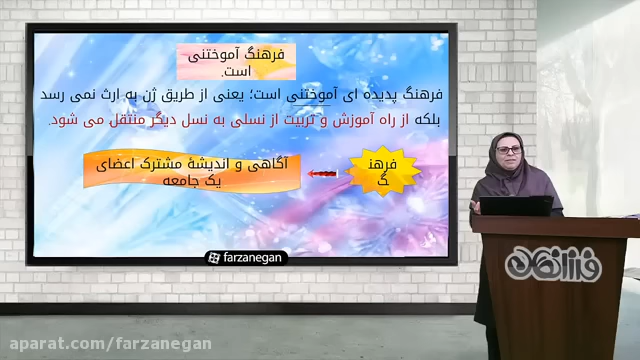 فرهنگ آموختنی
است.
فرهنگ پدیده ای آموختنی است؛ یعنی از طریق ژن به ارث نمی رسد
بلکه از راه آموزش و تربیت از نسلی به نسل دیگر منتقل می شود.
فرهن
گ
آگاهی و اندیشهٔ مشترک اعضای
یک جامعه
farzanegan
فرزانگان
aparat.com/farzanegan